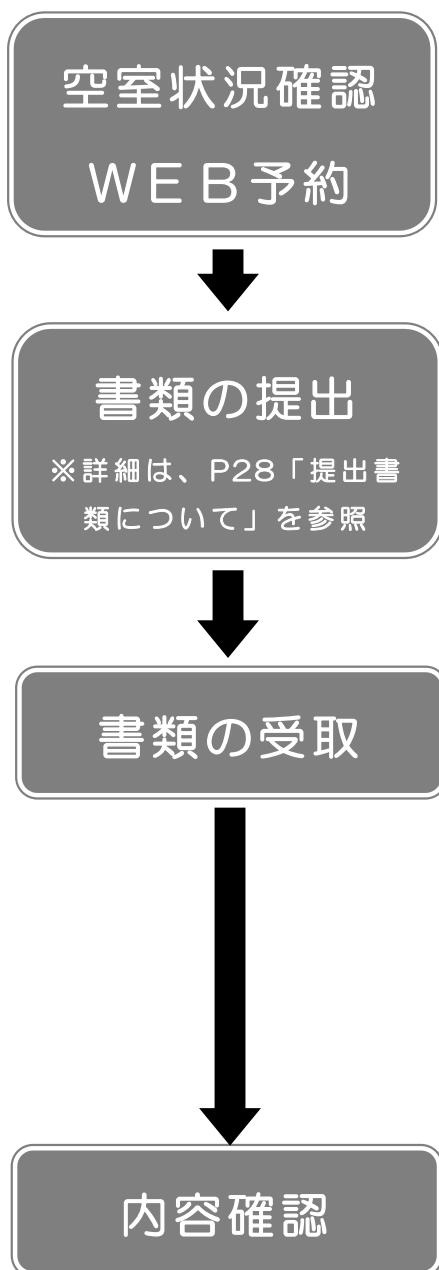 空室状況確認
ＷＥＢ予約
書類の提出
※詳細は、P28「提出書
類について」を参照
書類の受取
内容確認